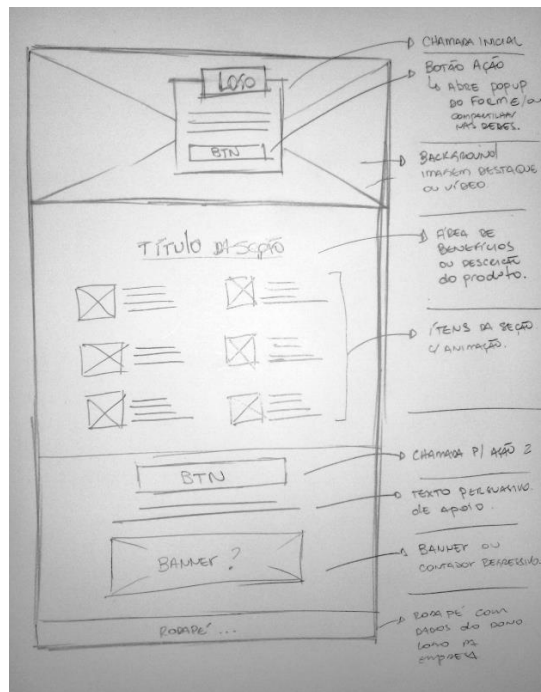 LOGO
BTN
TÍTULO DA SEÇÃO
BTN
BANNER ?
RODAPÉ ...
CHAMADA INICIAL
BOTÃO AÇÃO
ABRE POPUP
DO FORM E/OU
COMPARTILHAR
NAS REDES.
BACKGROUND
IMAGEM DESTAQUE
OU VÍDEO
ÁREA DE
BENEFÍCIOS
OU DESCRIÇÃO
do produto.
ÍTENS DA SEÇÃO
C/ ANIMAÇÃO.
CHAMADA P/ AÇÃO 2
TEXTO PERSUASIVO
de APOIO.
BANNER OU
CONTADOR REGRESSIVO.
RODAPÉ COM
DADOS do DONO
LOGO DA
EMPRESA